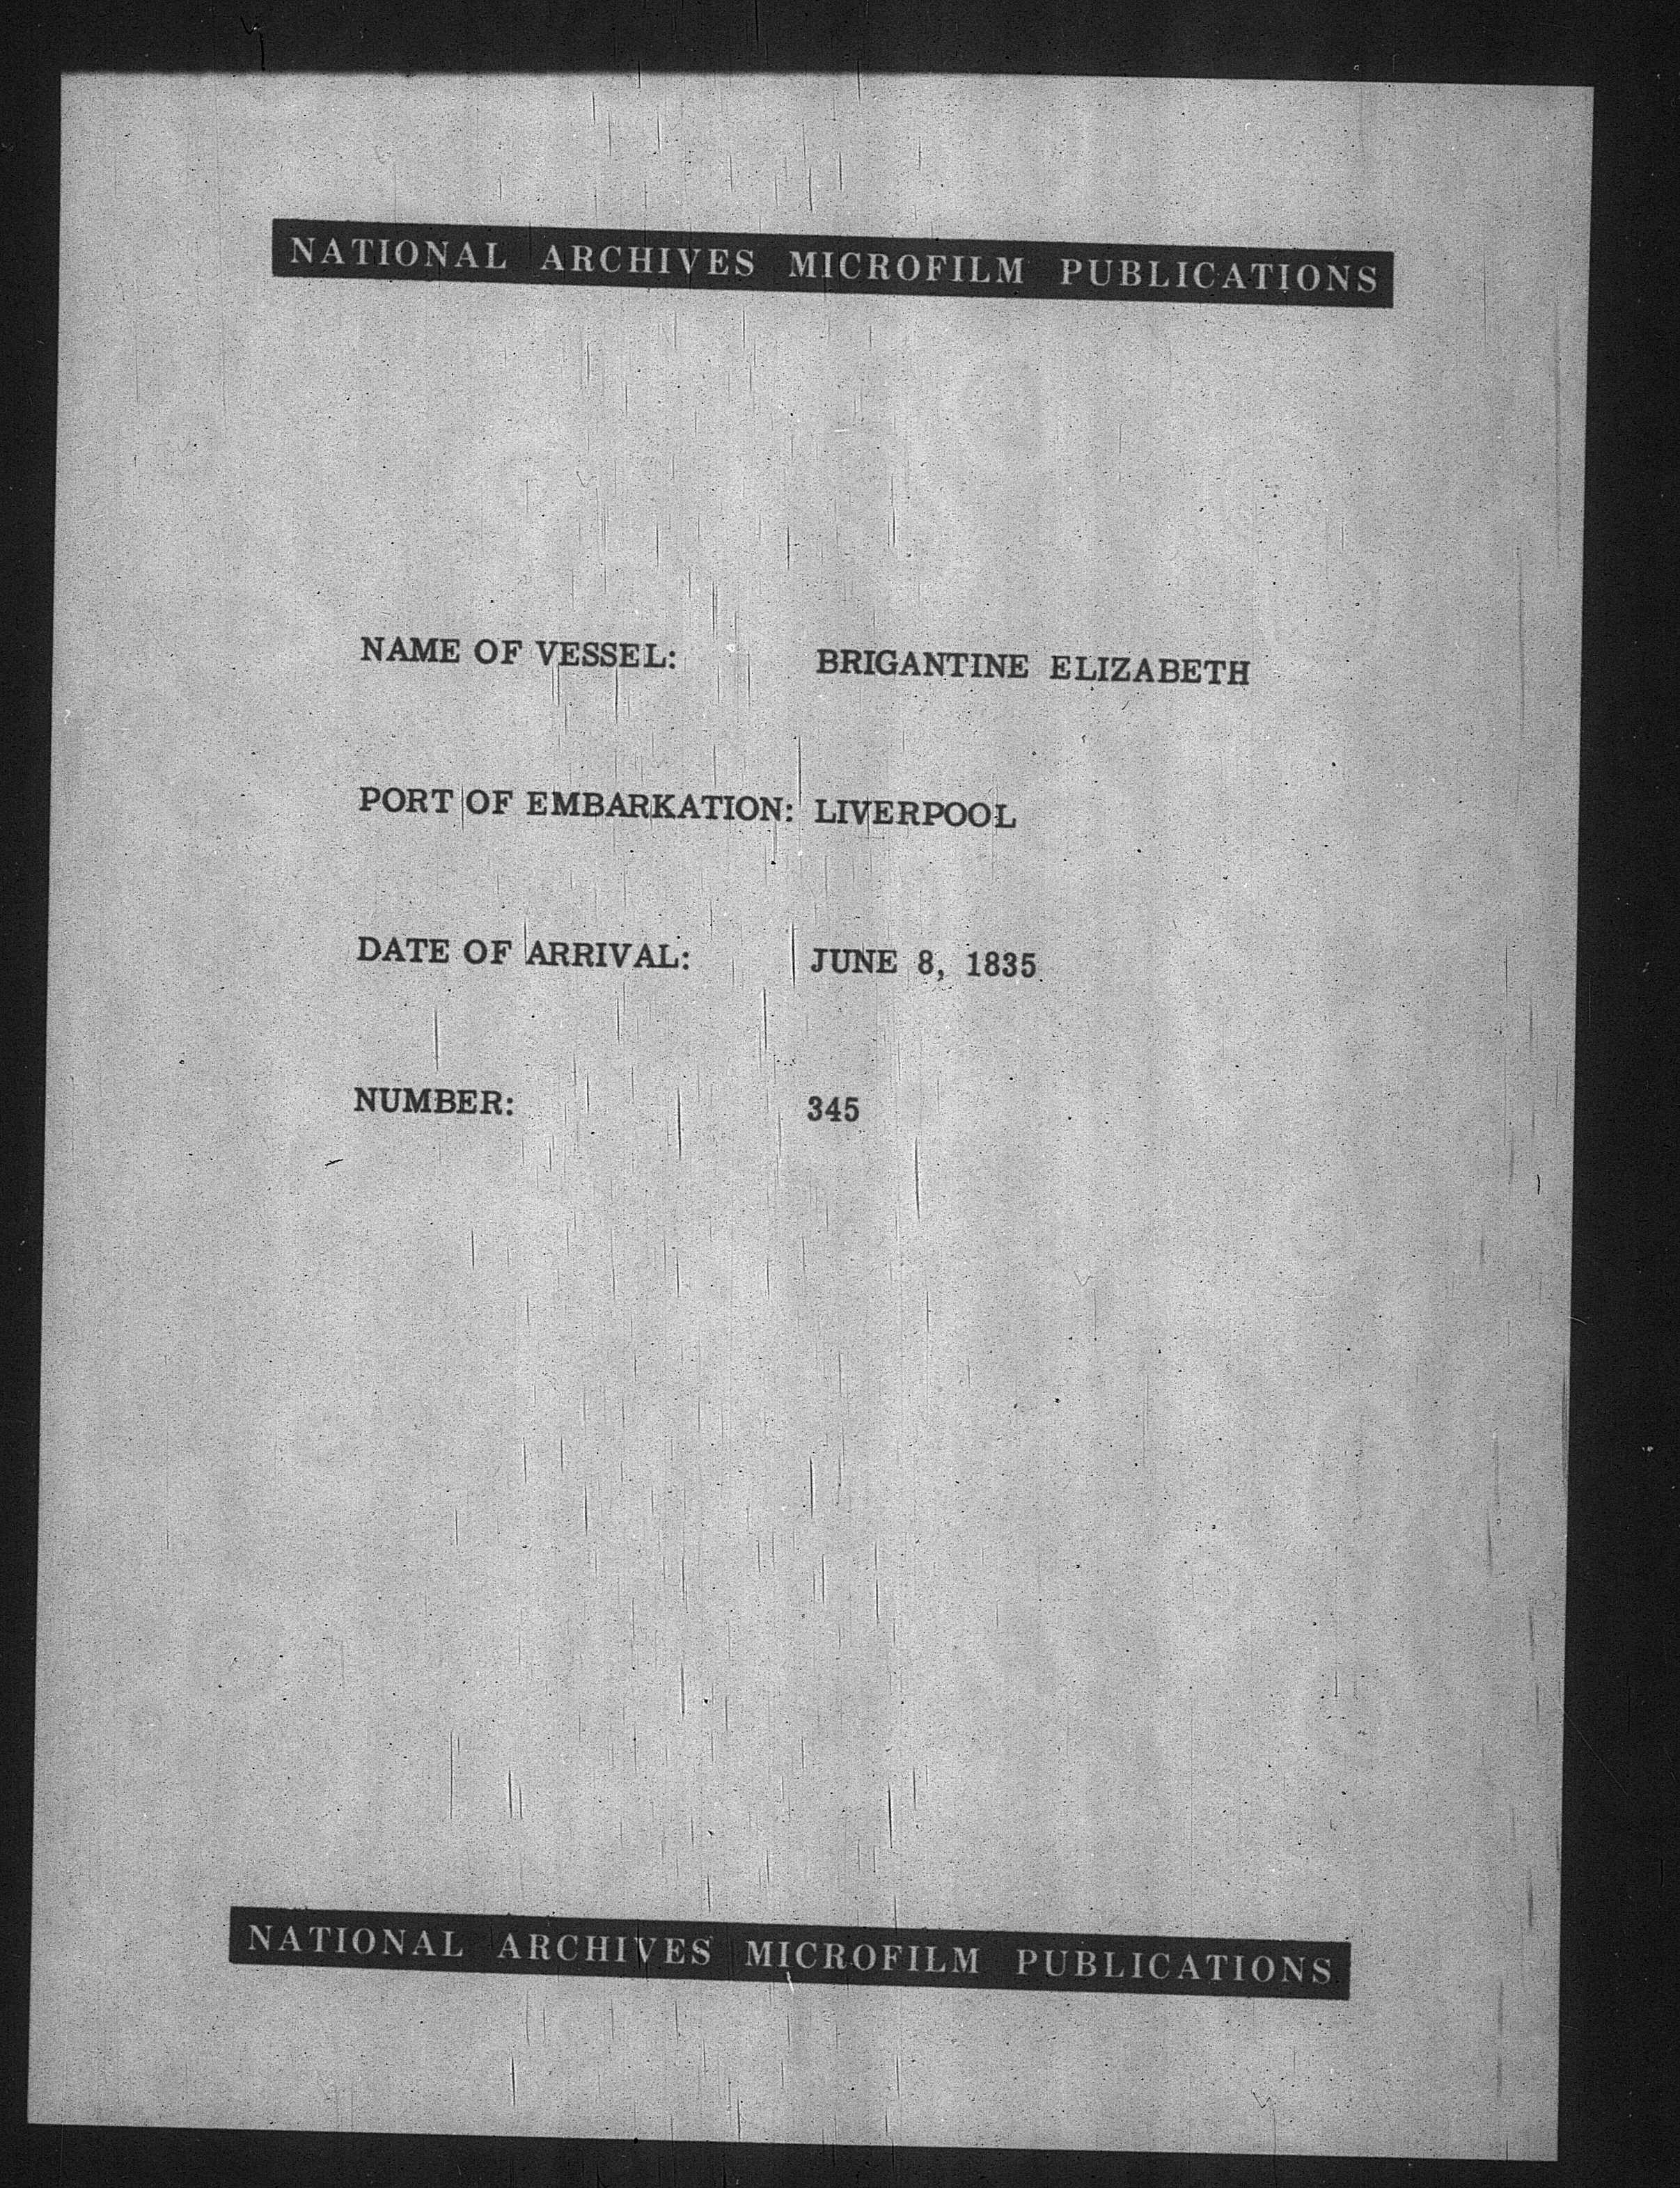 NATIONAL ARCHIVES MICROFILM PUBLICATIONS
NAME OF VESSEL: BRIGANTINE ELIZABETH
PORT OF EMBARKATION: LIVERPOOL
DATE OF ARRIVAL: JUNE 8, 1835
NUMBER: 345
NATIONAL ARCHIVES MICROFILM PUBLICATIONS